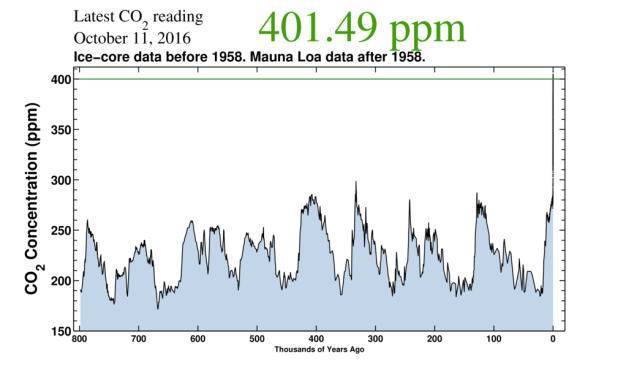 Latest CO2 reading
October 11, 2016
401.49 ppm
Ice-core data before 1958. Mauna Loa data after 1958.
CO2 Concentration (ppm)
400
350
300
250
200
150
800 700 600 500 400 300 200 100 0
Thousands of Years Ago